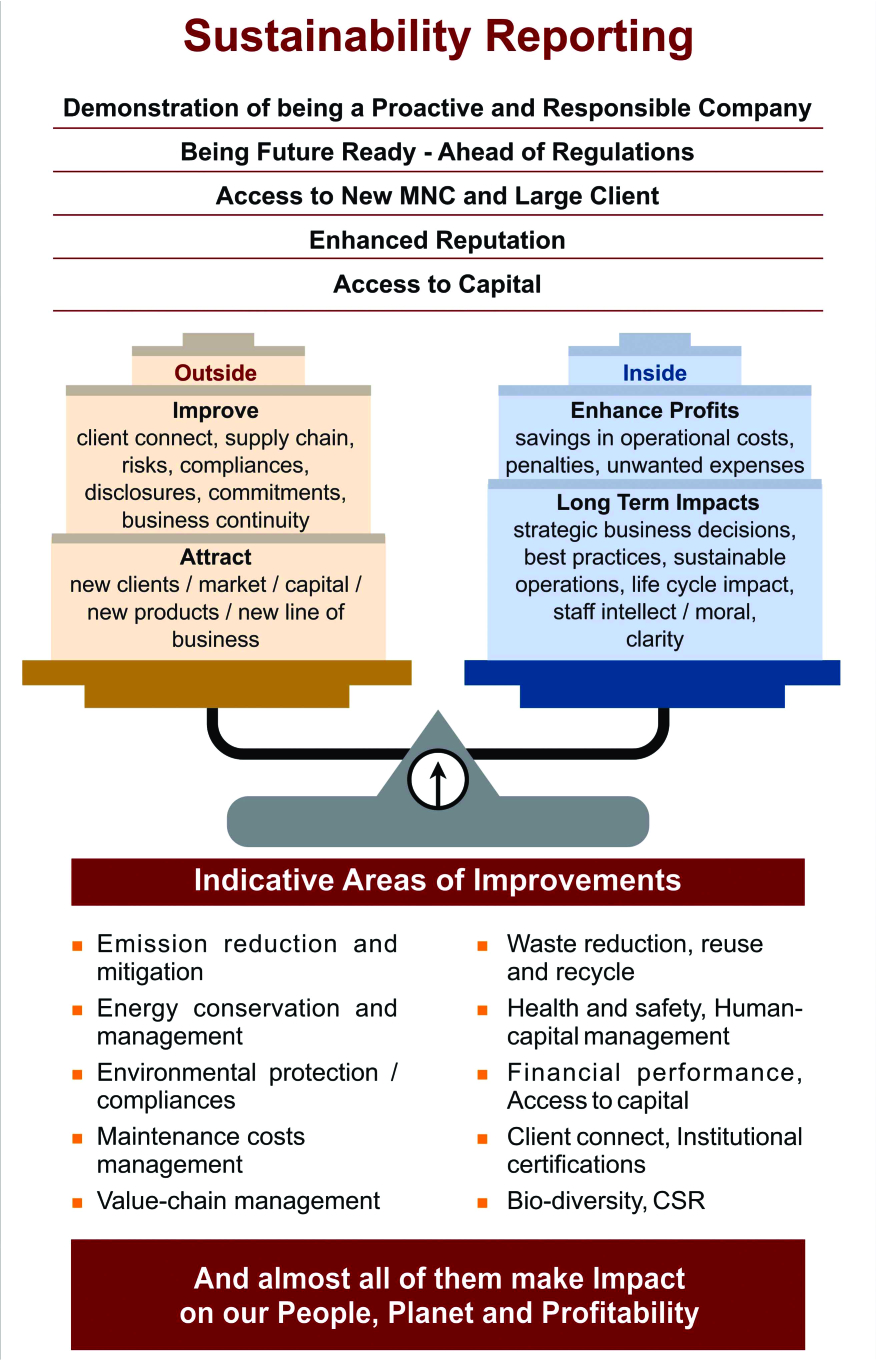 Sustainability Reporting
Demonstration of being a Proactive and Responsible Company
Being Future Ready - Ahead of Regulations
Access to New MNC and Large Client
Enhanced Reputation
Access to Capital
Outside
Improve
client connect, supply chain,
risks, compliances,
disclosures, commitments,
business continuity
Attract
new clients / market / capital /
new products / new line of
business
Inside
Enhance Profits
savings in operational costs,
penalties, unwanted expenses
Long Term Impacts
strategic business decisions,
best practices, sustainable
operations, life cycle impact,
staff intellect / moral,
clarity
Indicative Areas of Improvements
Emission reduction and
mitigation
Energy conservation and
management
Environmental protection /
compliances
Maintenance costs
management
Value-chain management
Waste reduction, reuse
and recycle
Health and safety, Human-
capital management
Financial performance,
Access to capital
Client connect, Institutional
certifications
Bio-diversity, CSR
And almost all of them make Impact
on our People, Planet and Profitability